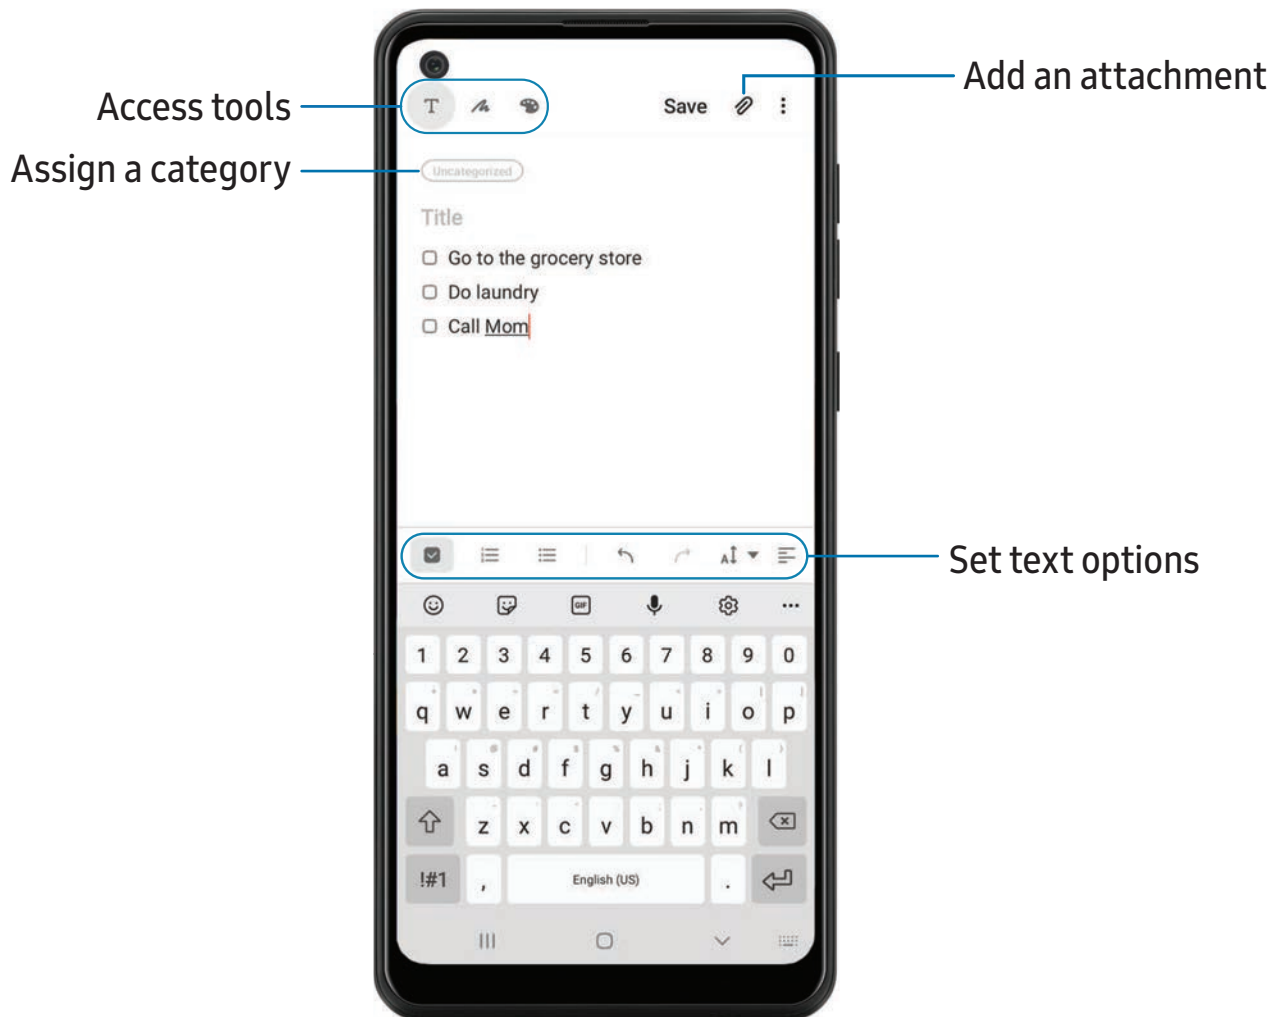 Add an attachment
Access tools
T
Save
Assign a category
Uncategorized
Title
Go to the grocery store
Do laundry
Call Mom
Set text options
A
GIF
1 2 3 4 5 6 7 8 9 0
q w e r t y u i o p
a s d f g h j k l
z x c v b n m
!#1 , English (US) .